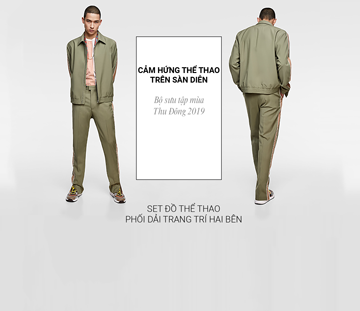 CẢM HỨNG THỂ THAO
TRÊN SÀN DIỄN
Bộ sưu tập mùa
Thu Đông 2019
SET ĐỒ THỂ THAO
PHỐI DẢI TRANG TRÍ HAI BÊN